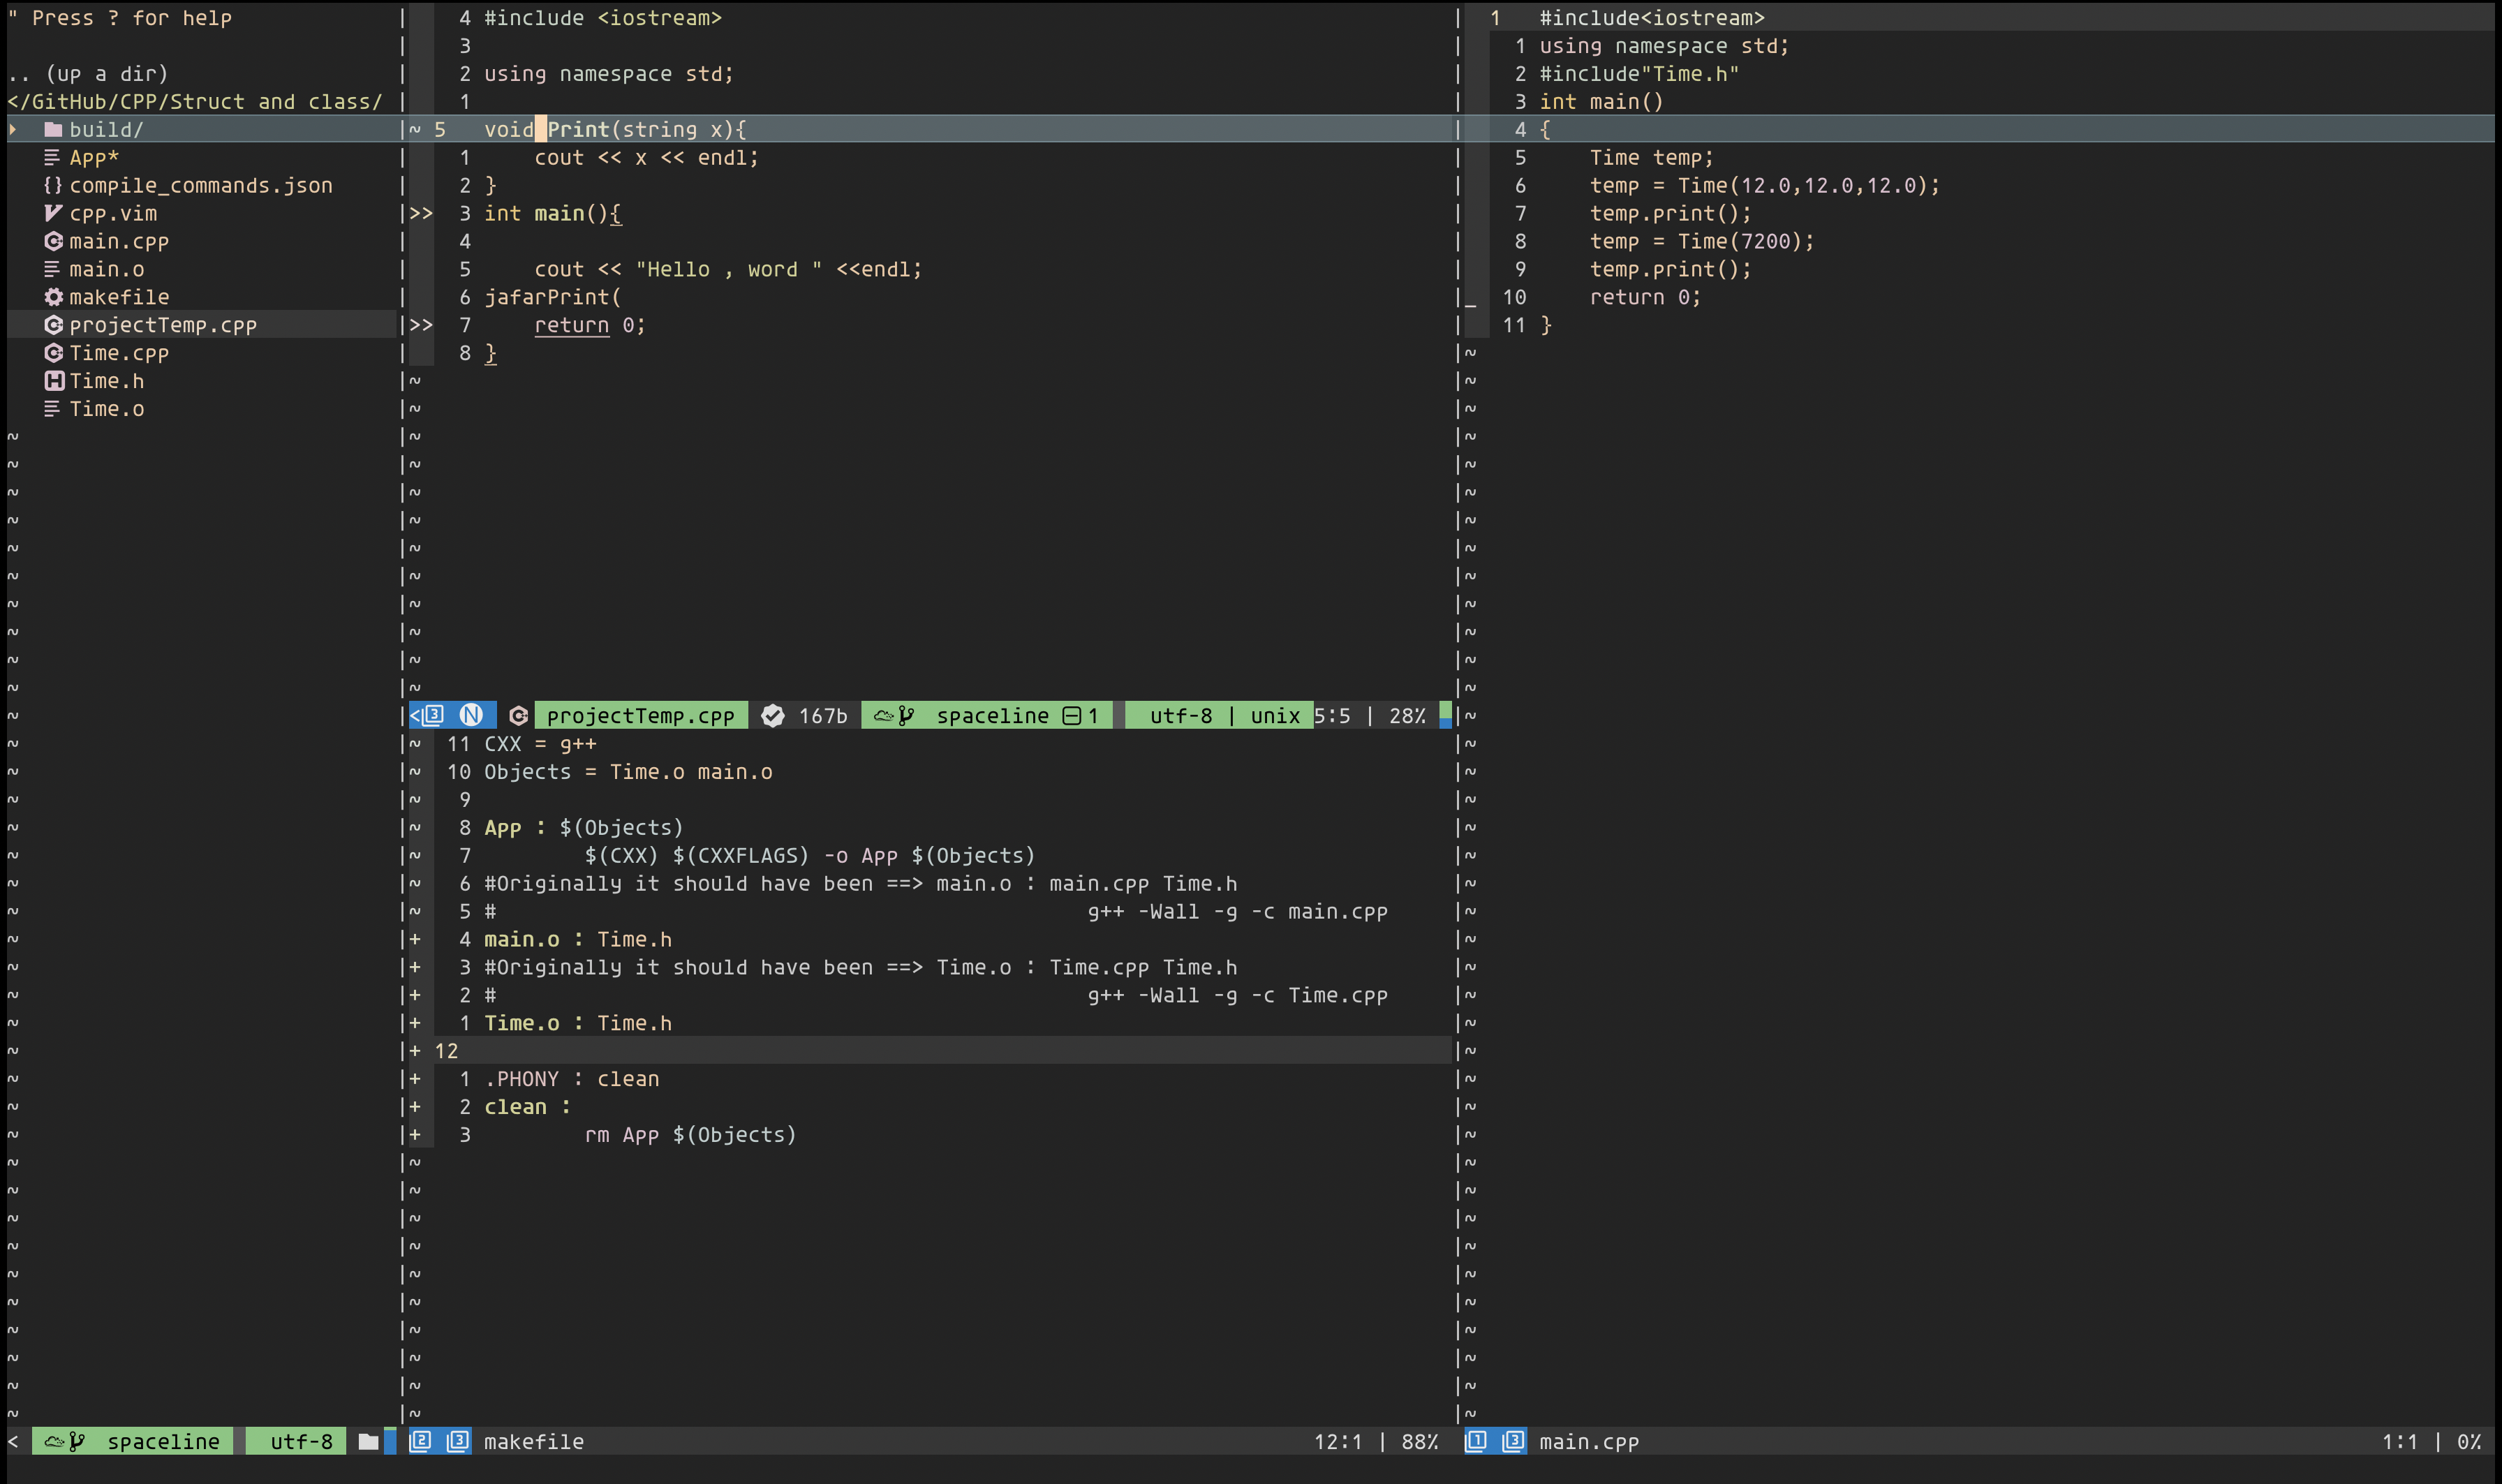 " Press ? for help
.. (up a dir)
</GitHub/CPP/Struct and class/
build/
App*
compile_commands.json
cpp.vim
main.cpp
main.o
makefile
projectTemp.cpp
Time.cpp
Time.h
Time.o
< spaceline utf-8
4 #include <iostream>
3
2 using namespace std;
1
~ 5 void Print(string x){
1 cout << x << endl;
2 }
>> 3 int main(){
4
5 cout << "Hello , word " <<endl;
6 jafarPrint(
>> 7 return 0;
8 }
< 3 N projectTemp.cpp 167b spaceline 1 utf-8 | unix 5:5 | 28%
~ 11 CXX = g++
~ 10 Objects = Time.o main.o
~ 9
~ 8 App : $(Objects)
~ 7 $(CXX) $(CXXFLAGS) -o App $(Objects)
~ 6 #Originally it should have been ==> main.o : main.cpp Time.h
~ 5 # g++ -Wall -g -c main.cpp
+ 4 main.o : Time.h
+ 3 #Originally it should have been ==> Time.o : Time.cpp Time.h
+ 2 # g++ -Wall -g -c Time.cpp
+ 1 Time.o : Time.h
+ 12
+ 1 .PHONY : clean
+ 2 clean :
+ 3 rm App $(Objects)
2 3 makefile 12:1 | 88%
1 #include<iostream>
1 using namespace std;
2 #include"Time.h"
3 int main()
4 {
5 Time temp;
6 temp = Time(12.0,12.0,12.0);
7 temp.print();
8 temp = Time(7200);
9 temp.print();
_ 10 return 0;
11 }
1 3 main.cpp 1:1 | 0%